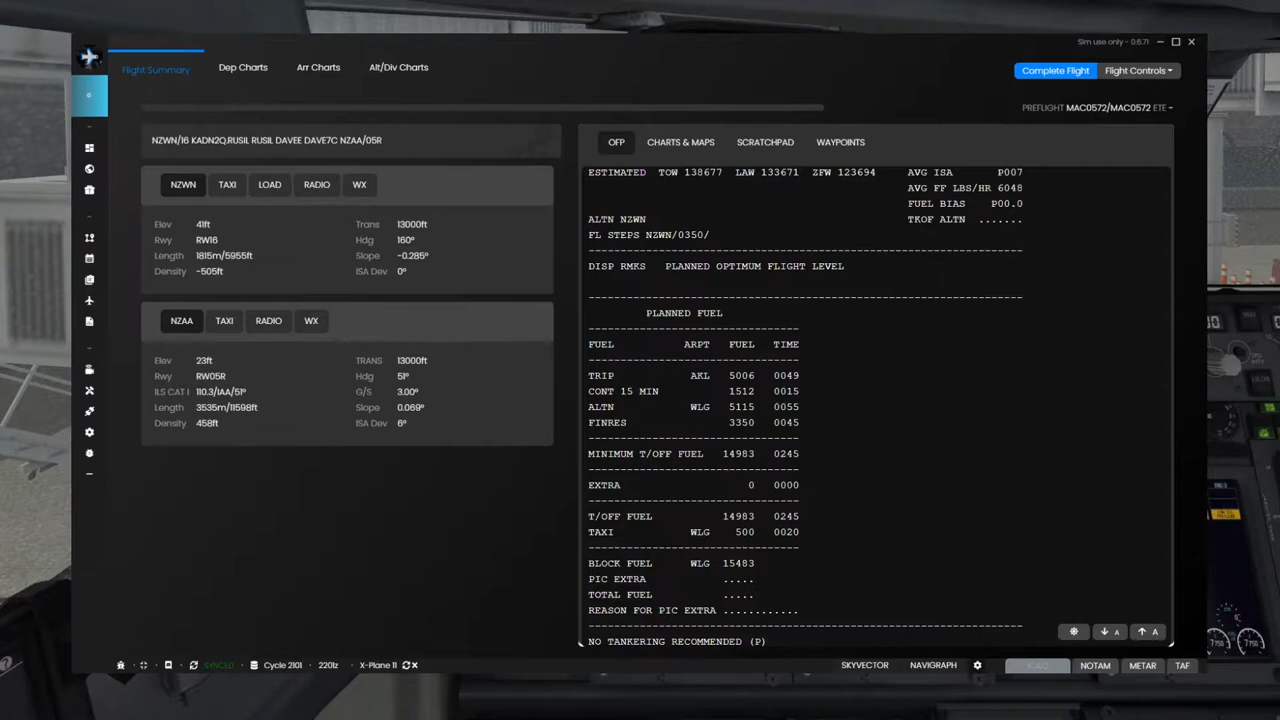 Sim use only - 0.6.71
Flight Summary Dep Charts Arr Charts Alt/Div Charts
Complete Flight Flight Controls
PREFLIGHT MAC0572/MAC0572 ETE -
NZWN/16 KADN2Q.RUSIL RUSIL DAVEE DAVE7C NZAA/05R
NZWN TAXI LOAD RADIO WX
Elev 41ft Trans 13000ft
Rwy RW16 Hdg 160°
Length 1815m/5955ft Slope -0.285°
Density -505ft ISA Dev 0°
NZAA TAXI RADIO WX
Elev 23ft TRANS 13000ft
Rwy RW05R Hdg 51°
ILS CAT I 110.3/IAA/51° G/S 3.00°
Length 3535m/11598ft Slope 0.069°
Density 458ft ISA Dev 6°
OFP CHARTS & MAPS SCRATCHPAD WAYPOINTS
ESTIMATED TOW 138677 LAW 133671 ZFW 123694 AVG ISA P007
AVG FF LBS/HR 6048
FUEL BIAS P00.0
ALTN NZWN TKOF ALTN .......
FL STEPS NZWN/0350/
DISP RMKS PLANNED OPTIMUM FLIGHT LEVEL
PLANNED FUEL
FUEL ARPT FUEL TIME
TRIP AKL 5006 0049
CONT 15 MIN 1512 0015
ALTN WLG 5115 0055
FINRES 3350 0045
MINIMUM T/OFF FUEL 14983 0245
EXTRA 0 0000
T/OFF FUEL 14983 0245
TAXI WLG 500 0020
BLOCK FUEL WLG 15483
PIC EXTRA .....
TOTAL FUEL .....
REASON FOR PIC EXTRA ............
NO TANKERING RECOMMENDED (P)
A A
SYNCED Cycle 2101 2201z X-Plane 11 SKYVECTOR NAVIGRAPH NOTAM METAR TAF